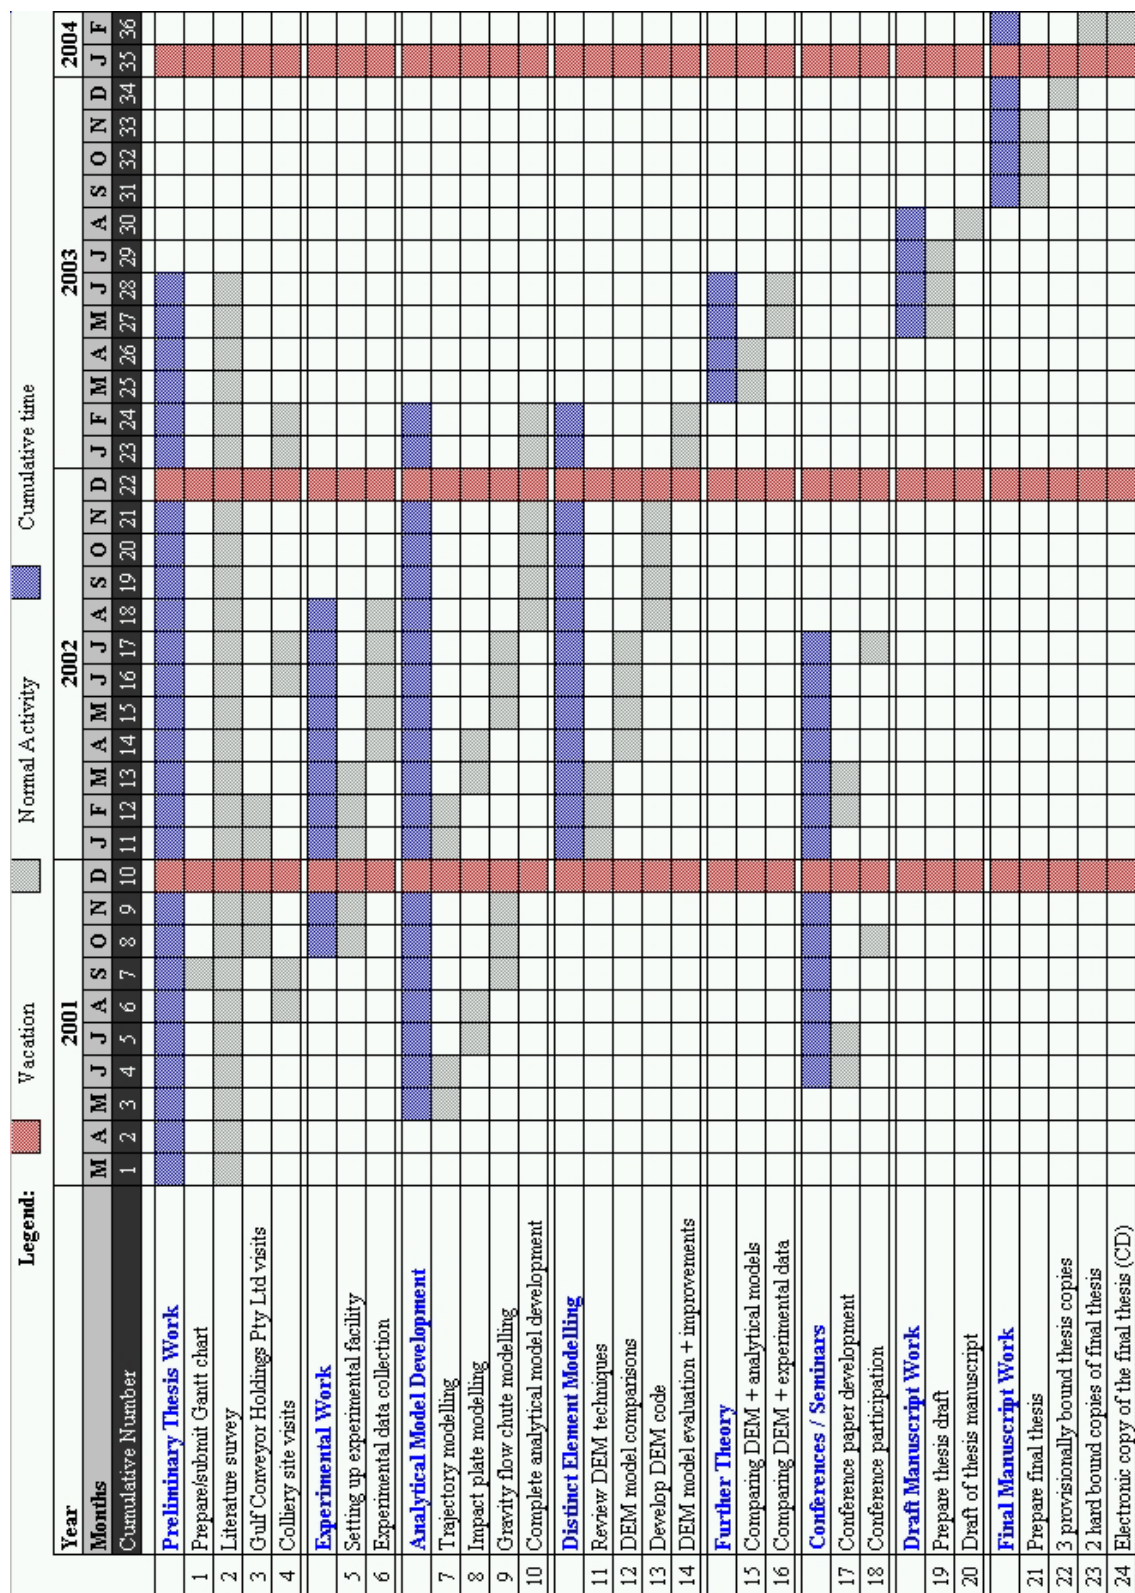 Legend: Vacation Normal Activity Cumulative time
Year 2001 2002 2003 2004
Months M A M J J A S O N D J F M A M J J A S O N D J F M A M J J A S O N D J F
Cumulative Number 1 2 3 4 5 6 7 8 9 10 11 12 13 14 15 16 17 18 19 20 21 22 23 24 25 26 27 28 29 30 31 32 33 34 35 36
Preliminary Thesis Work
1 Prepare/submit Gantt chart
2 Literature survey
3 Gulf Conveyor Holdings Pty Ltd visits
4 Colliery site visits
Experimental Work
5 Setting up experimental facility
6 Experimental data collection
Analytical Model Development
7 Trajectory modelling
8 Impact plate modelling
9 Gravity flow chute modelling
10 Complete analytical model development
Distinct Element Modelling
11 Review DEM techniques
12 DEM model comparisons
13 Develop DEM code
14 DEM model evaluation + improvements
Further Theory
15 Comparing DEM + analytical models
16 Comparing DEM + experimental data
Conferences / Seminars
17 Conference paper development
18 Conference participation
Draft Manuscript Work
19 Prepare thesis draft
20 Draft of thesis manuscript
Final Manuscript Work
21 Prepare final thesis
22 3 provisionally bound thesis copies
23 2 hard bound copies of final thesis
24 Electronic copy of the final thesis (CD)